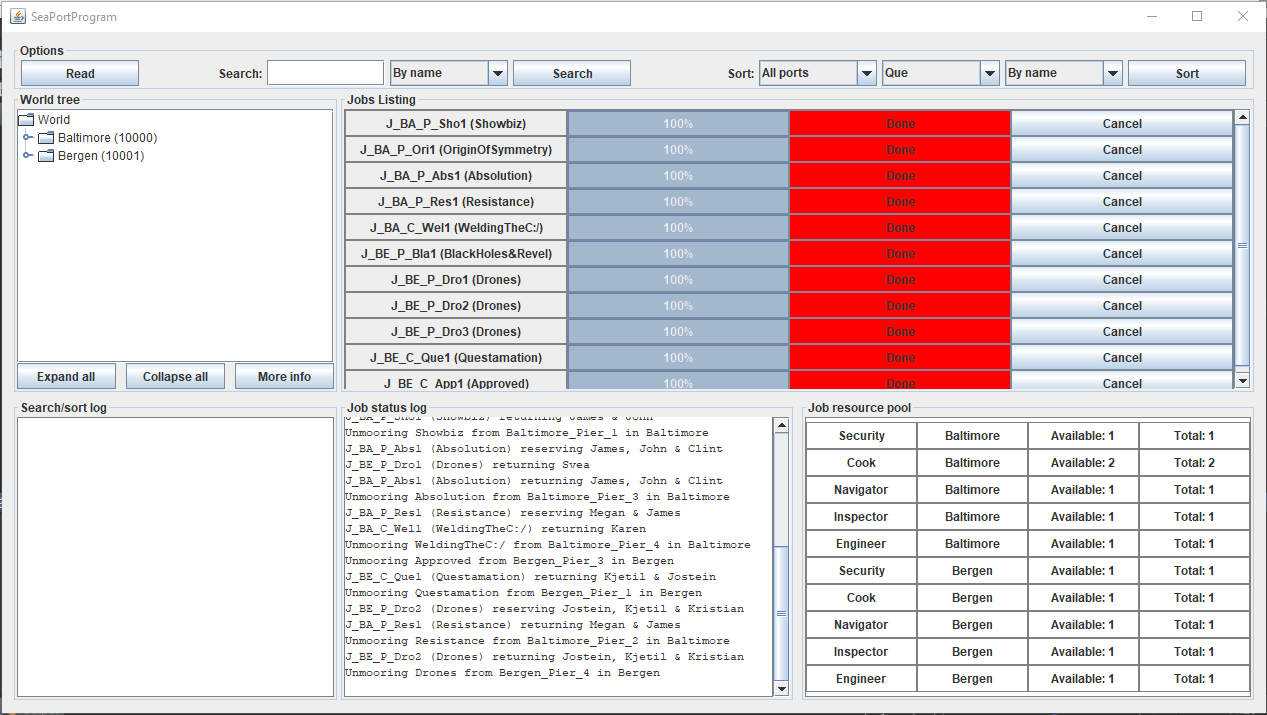 SeaPortProgram
Options
Read Search: By name Search Sort: All ports Que By name Sort
World tree
World
Baltimore (10000)
Bergen (10001)
Expand all Collapse all More info
Jobs Listing
J_BA_P_Sho1 (Showbiz) 100% Done Cancel
J_BA_P_Ori1 (OriginOfSymmetry) 100% Done Cancel
J_BA_P_Abs1 (Absolution) 100% Done Cancel
J_BA_P_Res1 (Resistance) 100% Done Cancel
J_BA_C_Wel1 (WeldingTheC:/) 100% Done Cancel
J_BE_P_Bla1 (BlackHoles&Revel) 100% Done Cancel
J_BE_P_Dro1 (Drones) 100% Done Cancel
J_BE_P_Dro2 (Drones) 100% Done Cancel
J_BE_P_Dro3 (Drones) 100% Done Cancel
J_BE_C_Que1 (Questamation) 100% Done Cancel
J_BE_C_App1 (Approved) 100% Done Cancel
Search/sort log
Job status log
J_BA_P_Sho1 (Showbiz) returning James & John
Unmooring Showbiz from Baltimore_Pier_1 in Baltimore
J_BA_P_Abs1 (Absolution) reserving James, John & Clint
J_BE_P_Dro1 (Drones) returning Svea
J_BA_P_Abs1 (Absolution) returning James, John & Clint
Unmooring Absolution from Baltimore_Pier_3 in Baltimore
J_BA_P_Res1 (Resistance) reserving Megan & James
J_BA_C_Wel1 (WeldingTheC:/) returning Karen
Unmooring WeldingTheC:/ from Baltimore_Pier_4 in Baltimore
Unmooring Approved from Bergen_Pier_3 in Bergen
J_BE_C_Que1 (Questamation) returning Kjetil & Jostein
Unmooring Questamation from Bergen_Pier_1 in Bergen
J_BE_P_Dro2 (Drones) reserving Jostein, Kjetil & Kristian
J_BA_P_Res1 (Resistance) returning Megan & James
Unmooring Resistance from Baltimore_Pier_2 in Baltimore
J_BE_P_Dro2 (Drones) returning Jostein, Kjetil & Kristian
Unmooring Drones from Bergen_Pier_4 in Bergen
Job resource pool
Security Baltimore Available: 1 Total: 1
Cook Baltimore Available: 2 Total: 2
Navigator Baltimore Available: 1 Total: 1
Inspector Baltimore Available: 1 Total: 1
Engineer Baltimore Available: 1 Total: 1
Security Bergen Available: 1 Total: 1
Cook Bergen Available: 1 Total: 1
Navigator Bergen Available: 1 Total: 1
Inspector Bergen Available: 1 Total: 1
Engineer Bergen Available: 1 Total: 1